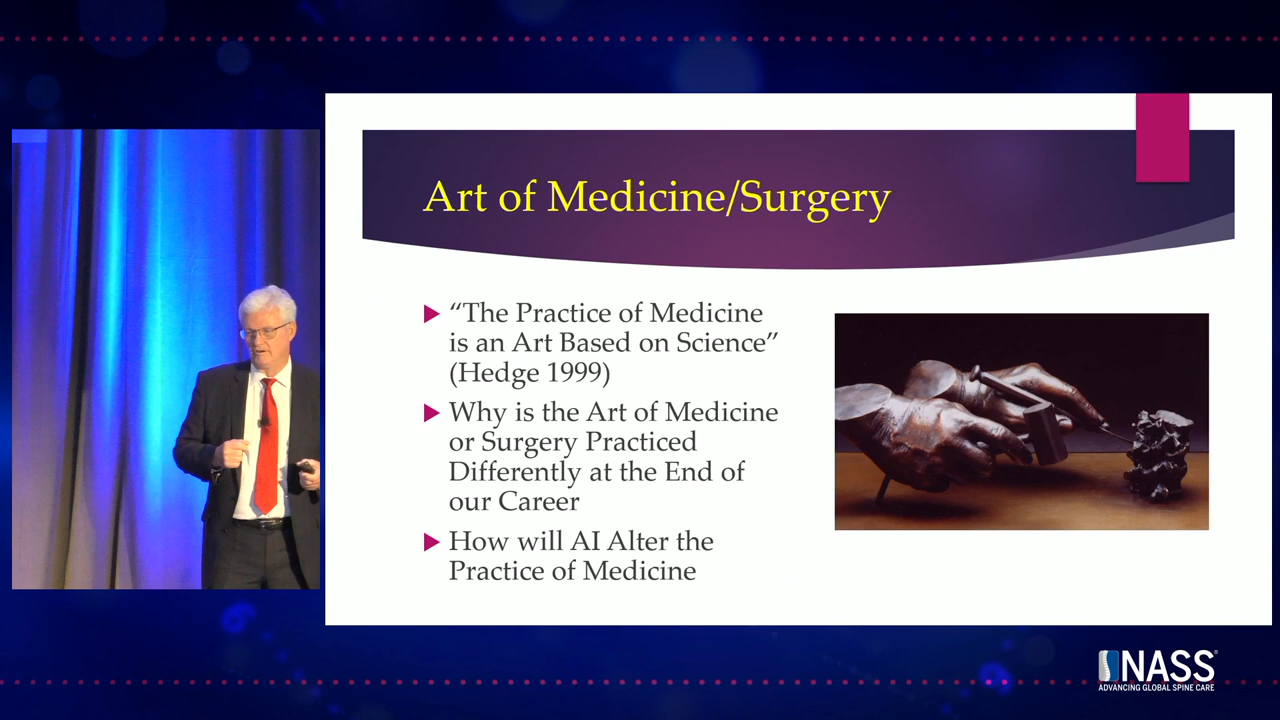 Art of Medicine/Surgery
“The Practice of Medicine
is an Art Based on Science”
(Hedge 1999)
Why is the Art of Medicine
or Surgery Practiced
Differently at the End of
our Career
How will AI Alter the
Practice of Medicine
NASS
ADVANCING GLOBAL SPINE CARE